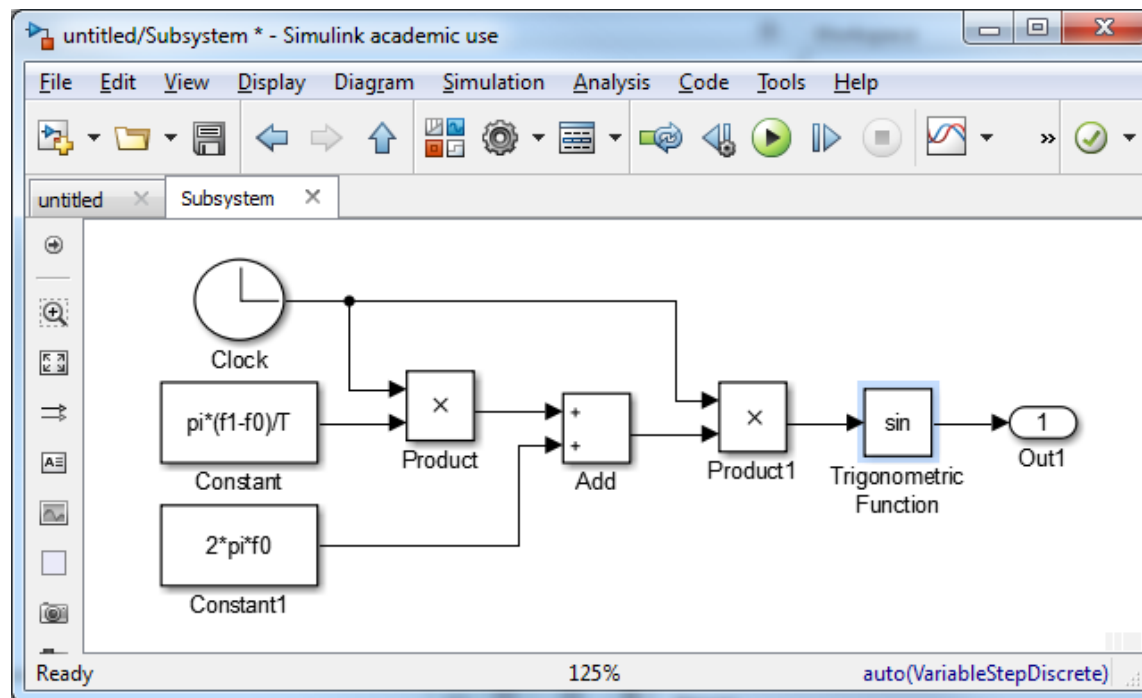 untitled/Subsystem * - Simulink academic use
File Edit View Display Diagram Simulation Analysis Code Tools Help
untitled Subsystem
Clock
pi*(f1-f0)/T
Constant
2*pi*f0
Constant1
×
Product
+
+
Add
×
Product1
sin
Trigonometric
Function
1
Out1
Ready 125% auto(VariableStepDiscrete)